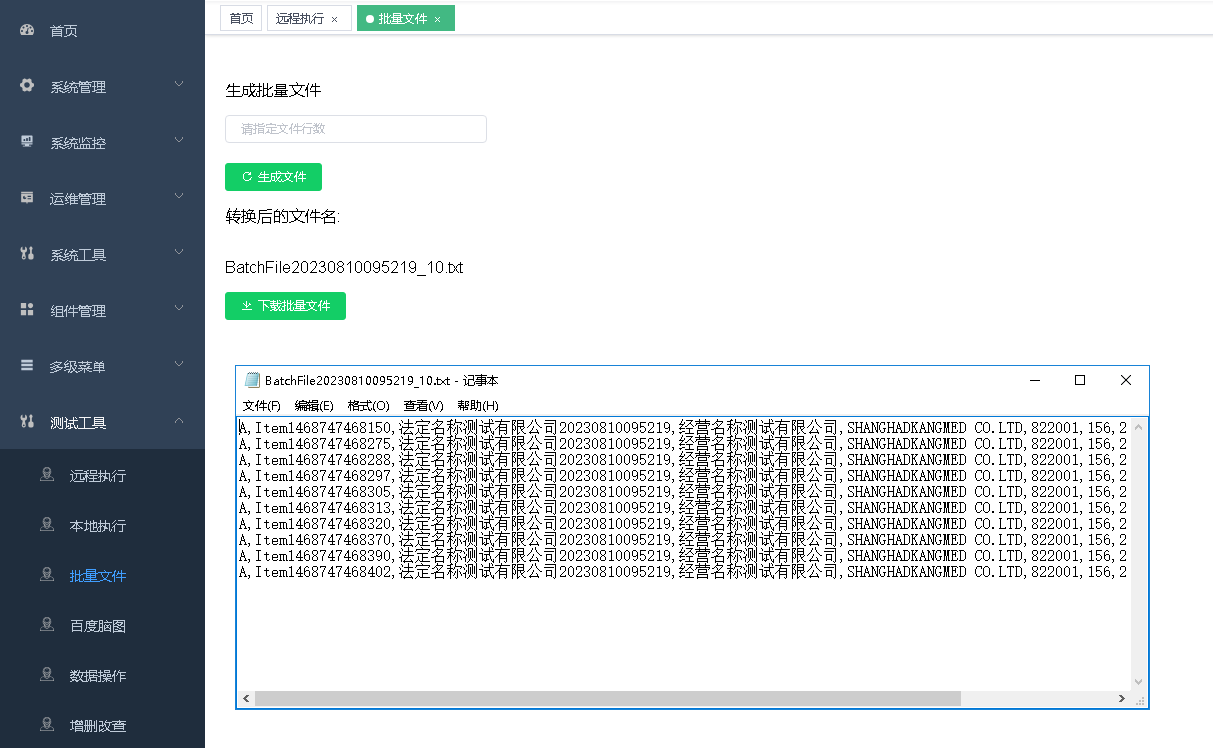 首页
系统管理
系统监控
运维管理
系统工具
组件管理
多级菜单
测试工具
远程执行
本地执行
批量文件
百度脑图
数据操作
增删改查
首页 远程执行 × 批量文件 ×
生成批量文件
请指定文件行数
生成文件
转换后的文件名:
BatchFile20230810095219_10.txt
下载批量文件
BatchFile20230810095219_10.txt - 记事本
文件(F) 编辑(E) 格式(O) 查看(V) 帮助(H)
A,Item1468747468150,法定名称测试有限公司20230810095219,经营名称测试有限公司,SHANGHADKANGMED CO.LTD,822001,156,2
A,Item1468747468275,法定名称测试有限公司20230810095219,经营名称测试有限公司,SHANGHADKANGMED CO.LTD,822001,156,2
A,Item1468747468288,法定名称测试有限公司20230810095219,经营名称测试有限公司,SHANGHADKANGMED CO.LTD,822001,156,2
A,Item1468747468297,法定名称测试有限公司20230810095219,经营名称测试有限公司,SHANGHADKANGMED CO.LTD,822001,156,2
A,Item1468747468305,法定名称测试有限公司20230810095219,经营名称测试有限公司,SHANGHADKANGMED CO.LTD,822001,156,2
A,Item1468747468313,法定名称测试有限公司20230810095219,经营名称测试有限公司,SHANGHADKANGMED CO.LTD,822001,156,2
A,Item1468747468320,法定名称测试有限公司20230810095219,经营名称测试有限公司,SHANGHADKANGMED CO.LTD,822001,156,2
A,Item1468747468370,法定名称测试有限公司20230810095219,经营名称测试有限公司,SHANGHADKANGMED CO.LTD,822001,156,2
A,Item1468747468390,法定名称测试有限公司20230810095219,经营名称测试有限公司,SHANGHADKANGMED CO.LTD,822001,156,2
A,Item1468747468402,法定名称测试有限公司20230810095219,经营名称测试有限公司,SHANGHADKANGMED CO.LTD,822001,156,2